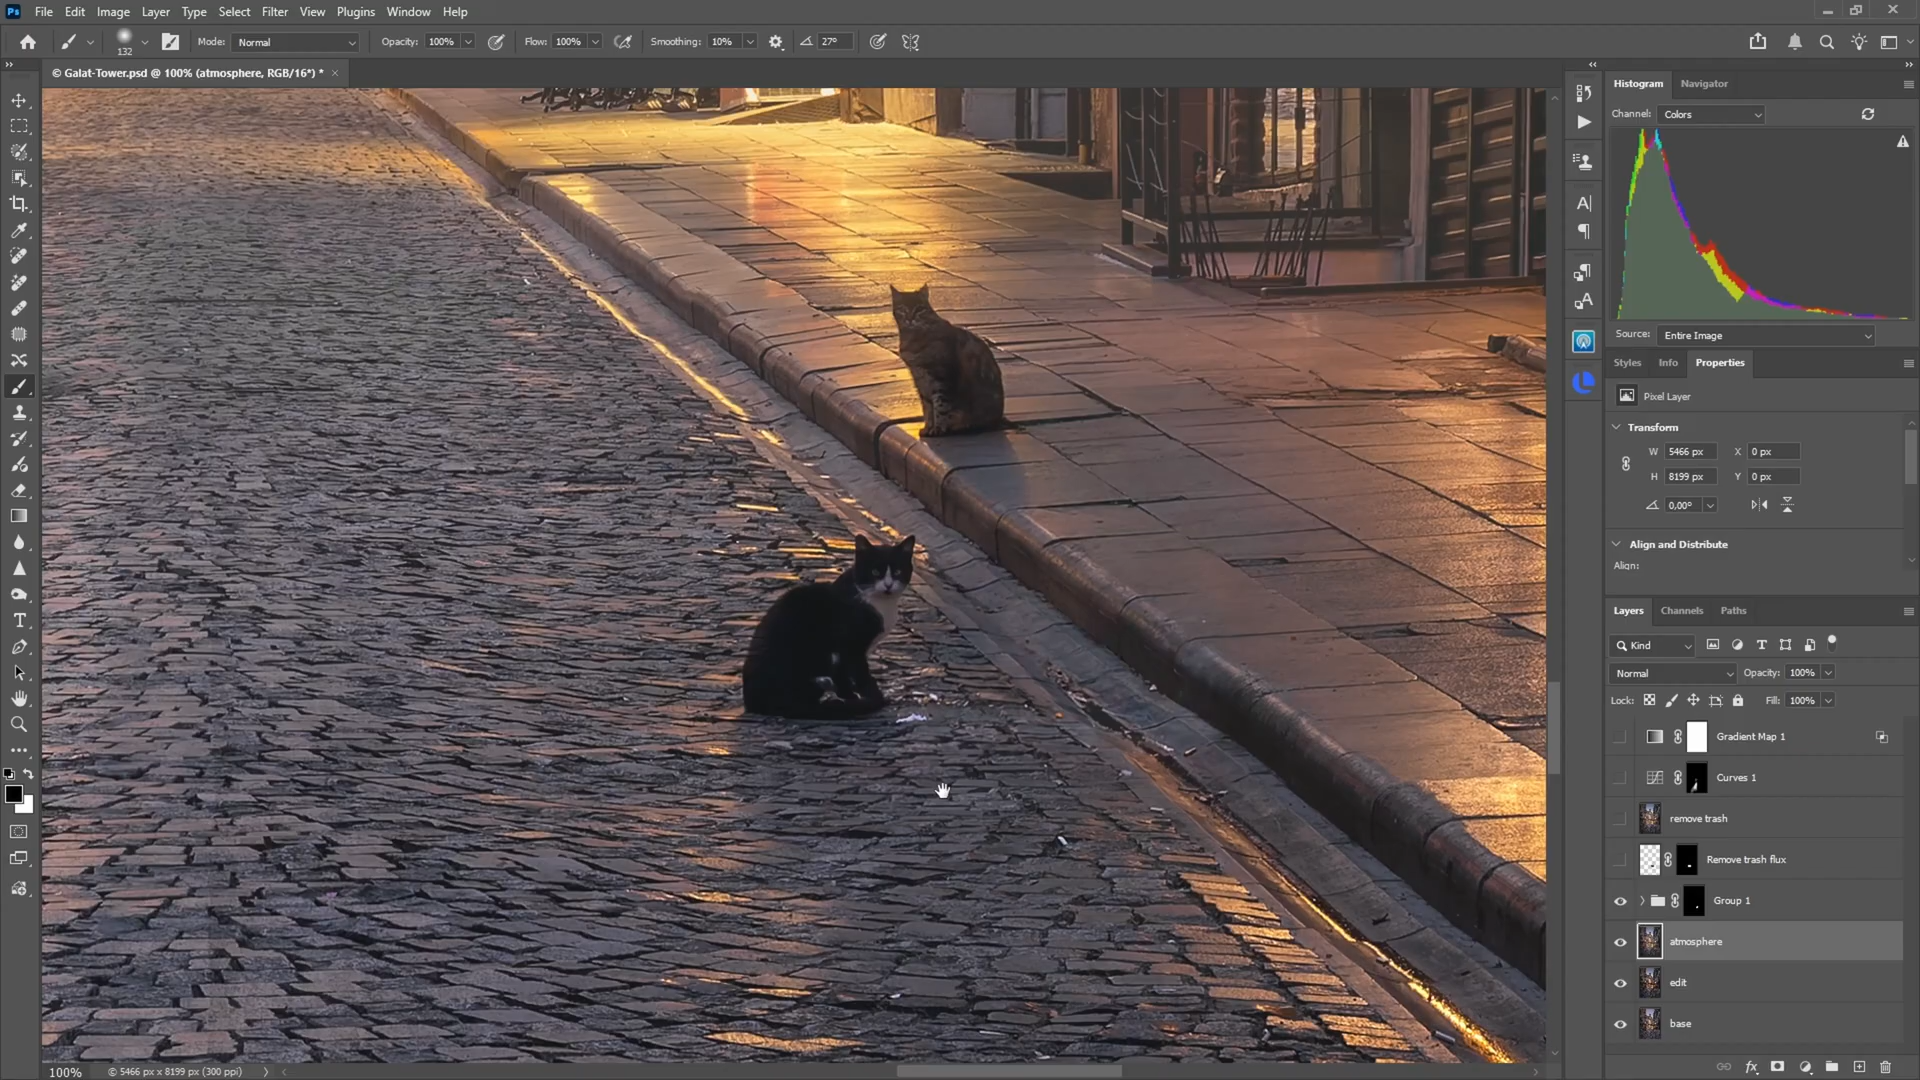 Ps File Edit Image Layer Type Select Filter 3D View Plugins Window Help
132 Mode: Normal Opacity: 100% Flow: 100% Smoothing: 10% 27°
© Galat-Tower.psd @ 100% (atmosphere, RGB/16*) * ×
Histogram Navigator
Channel: Colors
Source: Entire Image
Styles Info Properties
Pixel Layer
Transform
W 5466 px X 0 px
H 8199 px Y 0 px
0,00°
Align and Distribute
Align:
Layers Channels Paths
Kind
Normal Opacity: 100%
Lock: Fill: 100%
Gradient Map 1
Curves 1
remove trash
Remove trash flux
Group 1
atmosphere
edit
base
100% © 5466 px x 8199 px (300 ppi)